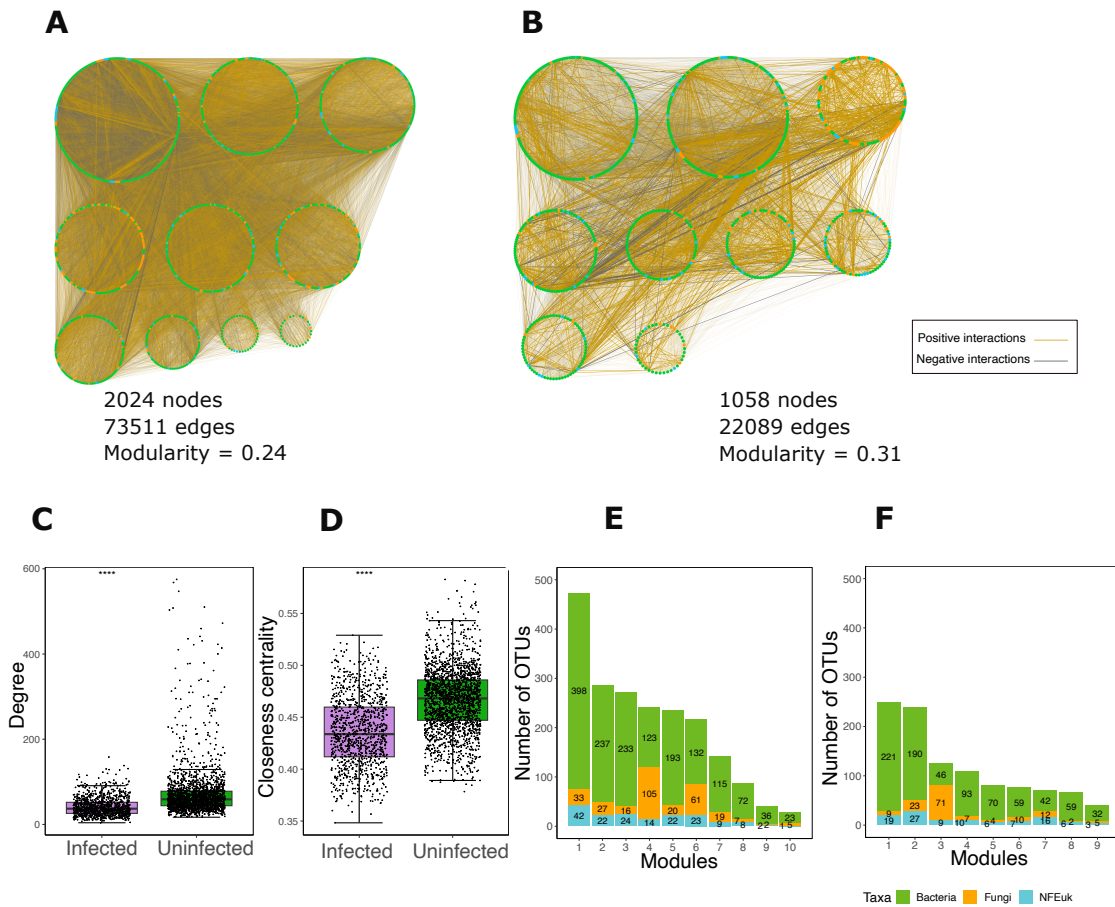 A
B
Positive interactions
Negative interactions
2024 nodes
73511 edges
Modularity = 0.24
1058 nodes
22089 edges
Modularity = 0.31
C
D
E
F
Degree
600
400
200
0
****
Infected
Uninfected
Closeness centrality
0.55
0.50
0.45
0.40
0.35
****
Infected
Uninfected
Number of OTUs
500
400
300
200
100
0
398
33
42
237
27
22
233
16
24
123
105
14
193
20
22
132
61
23
115
19
9
72
7
8
36
2
2
23
1
5
1 2 3 4 5 6 7 8 9 10
Modules
Number of OTUs
500
400
300
200
100
0
221
9
19
190
23
27
46
71
9
93
7
10
70
4
6
59
10
7
42
12
16
59
2
6
32
5
3
1 2 3 4 5 6 7 8 9
Modules
Taxa Bacteria Fungi NFEuk